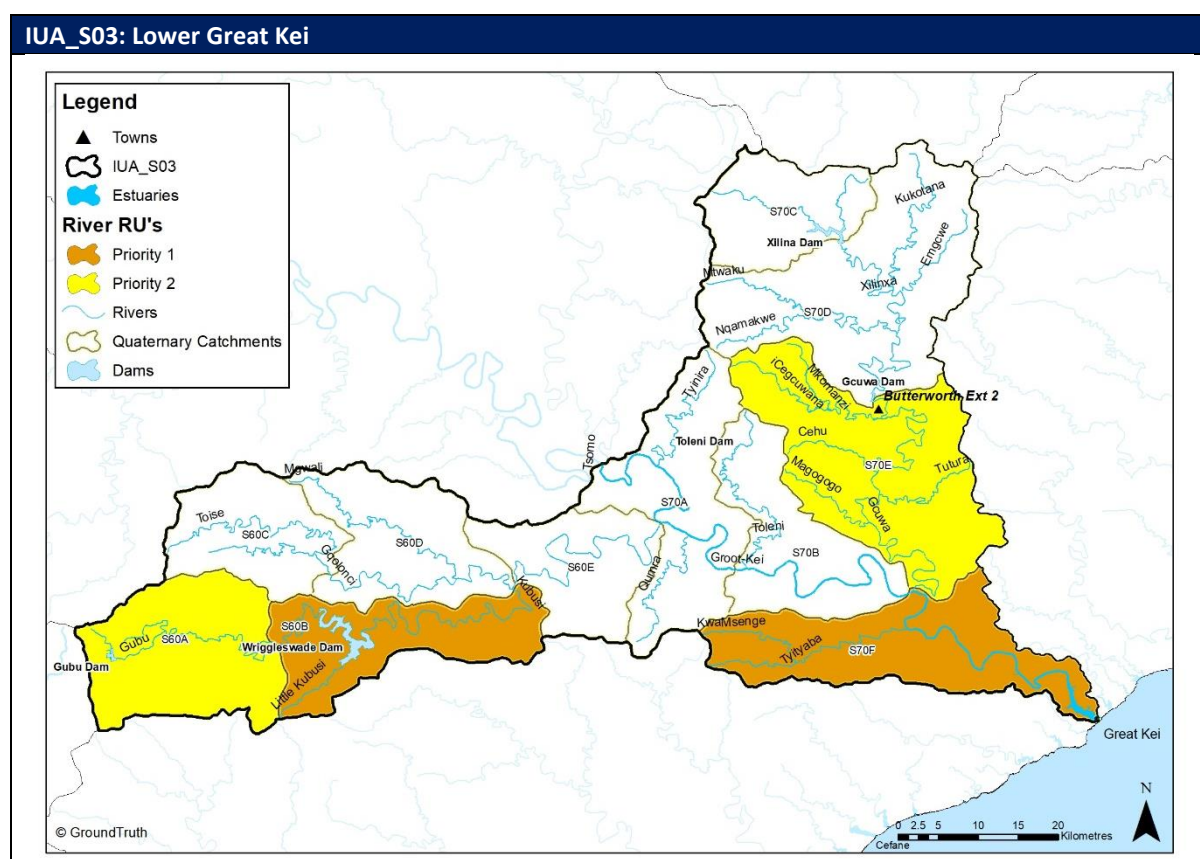 IUA_S03: Lower Great Kei
Legend
Towns
IUA_S03
Estuaries
River RU's
Priority 1
Priority 2
Rivers
Quaternary Catchments
Dams
Kukotana
S70C
Xilina Dam
Emgcwe
Mtwaku
Xilinxa
S70D
Nqamakwe
Tyinira
iCegcuwana
Mkomanzi
Gcuwa Dam
Butterworth Ext 2
Cehu
Toleni Dam
Tsomo
S70E
Tutura
Magogogo
Mgwali
S70A
Gcuwa
Toise
Toleni
S60C
S60D
S60E
S70B
Gqolonci
Groot-Kei
Qumra
Kubusi
S60B
KwaMsenge
Gubu
S60A
Wriggleswade Dam
Tyityaba
S70F
Gubu Dam
Little Kubusi
Great Kei
N
0 2.5 5 10 15 20
Kilometres
Cefane
© GroundTruth